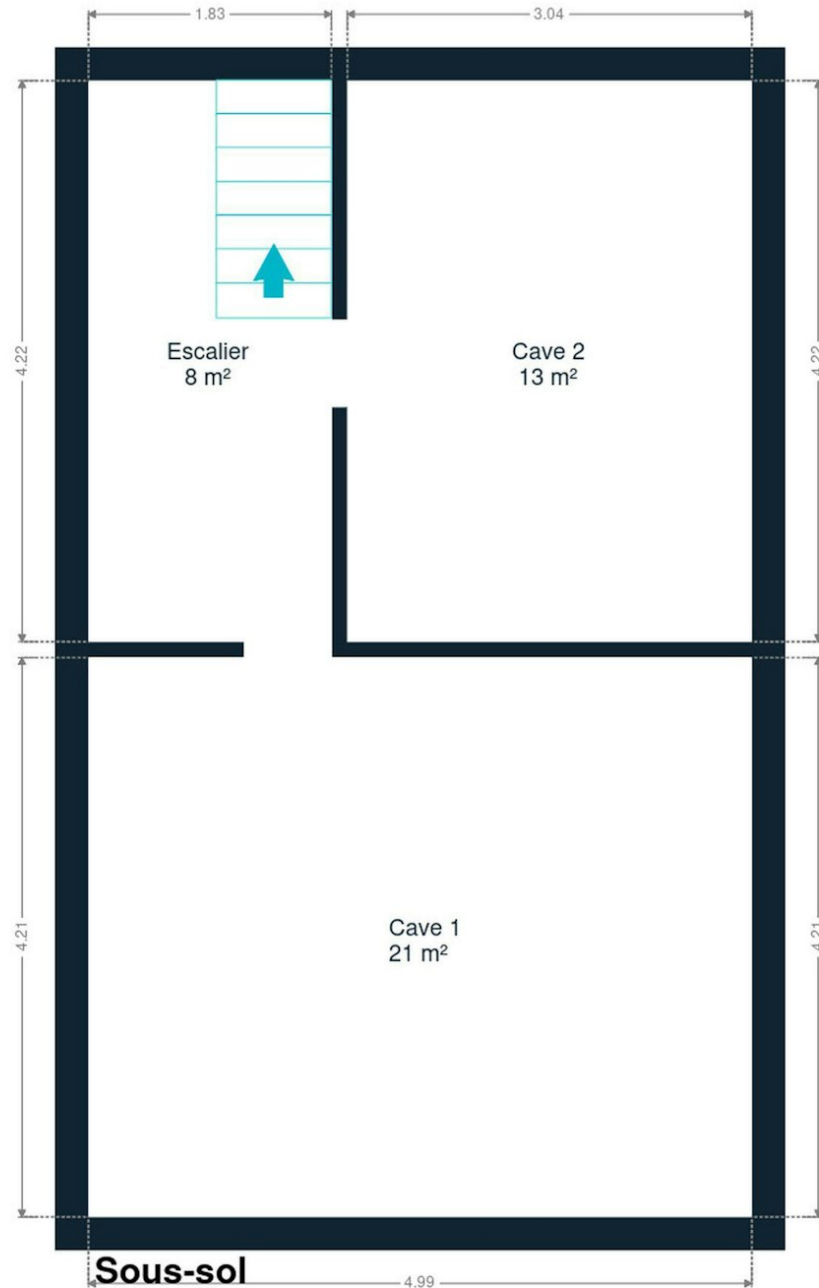 1.83
3.04
4.22
4.22
Escalier
8 m²
Cave 2
13 m²
4.21
4.21
Cave 1
21 m²
Sous-sol
4.99